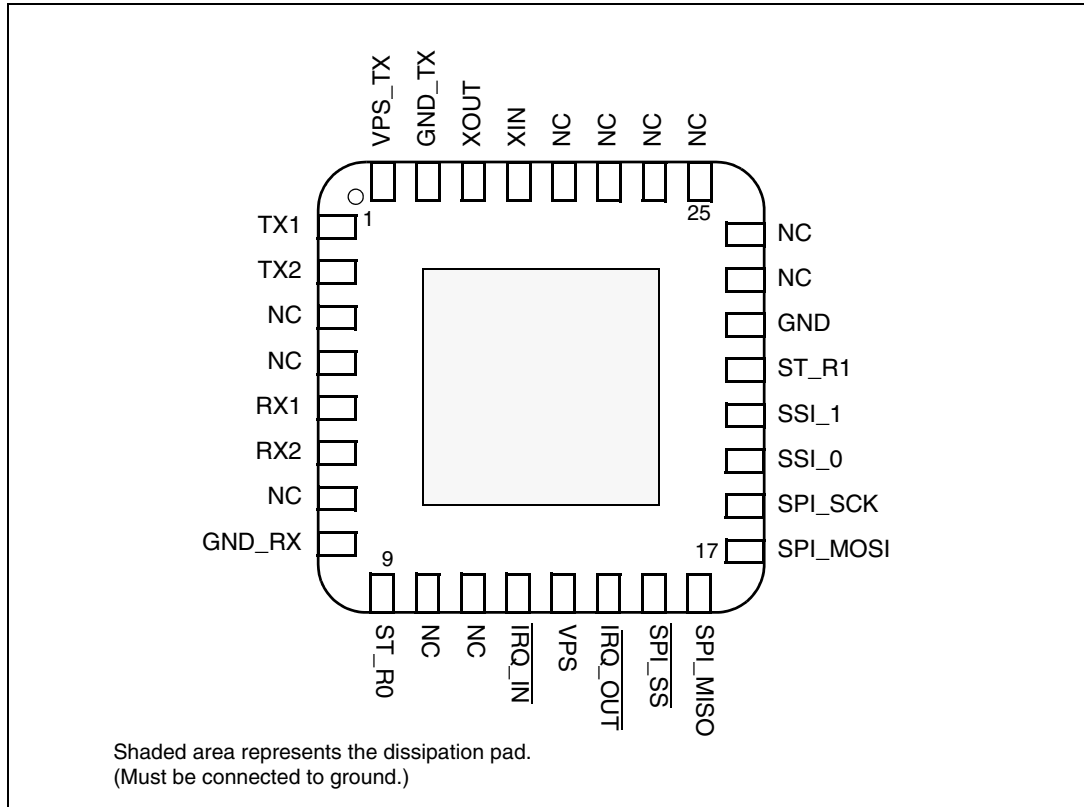 VPS_TX
GND_TX
XOUT
XIN
NC
NC
NC
NC
1
25
TX1
TX2
NC
NC
RX1
RX2
NC
GND_RX
NC
NC
GND
ST_R1
SSI_1
SSI_0
SPI_SCK
SPI_MOSI
9
17
ST_R0
NC
NC
IRQ_IN
VPS
IRQ_OUT
SPI_SS
SPI_MISO
Shaded area represents the dissipation pad.
(Must be connected to ground.)